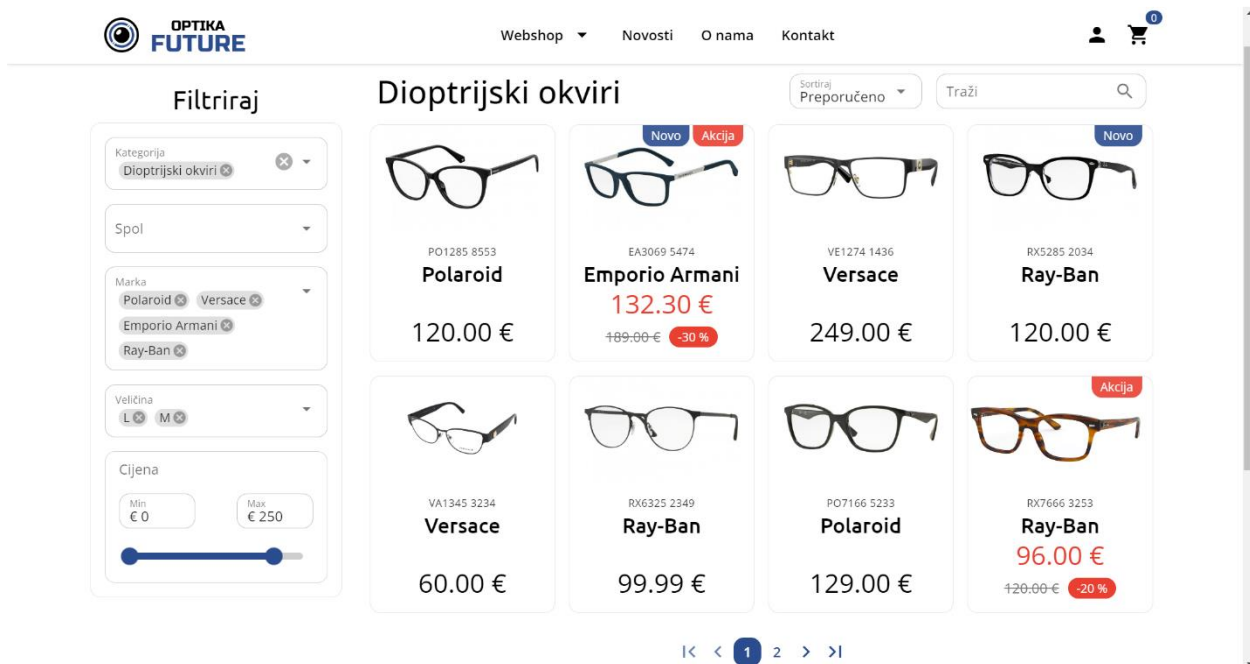 OPTIKA
FUTURE
Webshop
Novosti
O nama
Kontakt
0
Filtriraj
Kategorija
Dioptrijski okviri
Spol
Marka
Polaroid Versace
Emporio Armani
Ray-Ban
Veličina
L M
Cijena
Min
€ 0
Max
€ 250
Dioptrijski okviri
Sortiraj
Preporučeno
Traži
PO1285 8553
Polaroid
120.00 €
Novo Akcija
EA3069 5474
Emporio Armani
132.30 €
189.00 € -30 %
VE1274 1436
Versace
249.00 €
Novo
RX5285 2034
Ray-Ban
120.00 €
VA1345 3234
Versace
60.00 €
RX6325 2349
Ray-Ban
99.99 €
PO7166 5233
Polaroid
129.00 €
Akcija
RX7666 3253
Ray-Ban
96.00 €
120.00 € -20 %
1 2